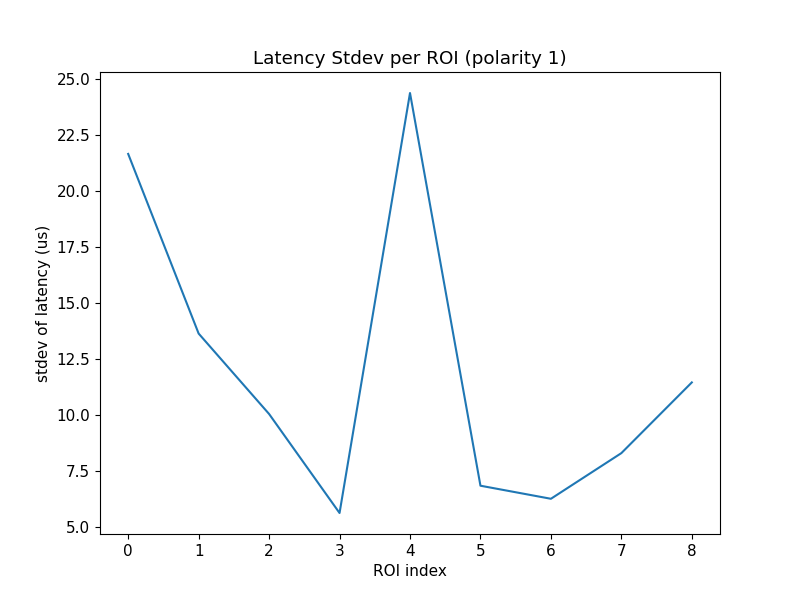 Latency Stdev per ROI (polarity 1)
25.0
22.5
20.0
17.5
15.0
12.5
10.0
7.5
5.0
stdev of latency (us)
0 1 2 3 4 5 6 7 8
ROI index